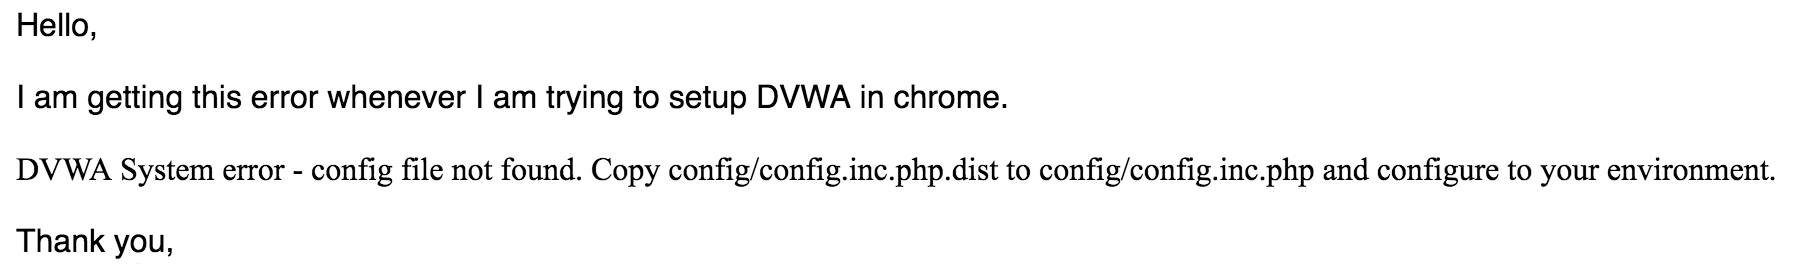 Hello,
I am getting this error whenever I am trying to setup DVWA in chrome.
DVWA System error - config file not found. Copy config/config.inc.php.dist to config/config.inc.php and configure to your environment.
Thank you,